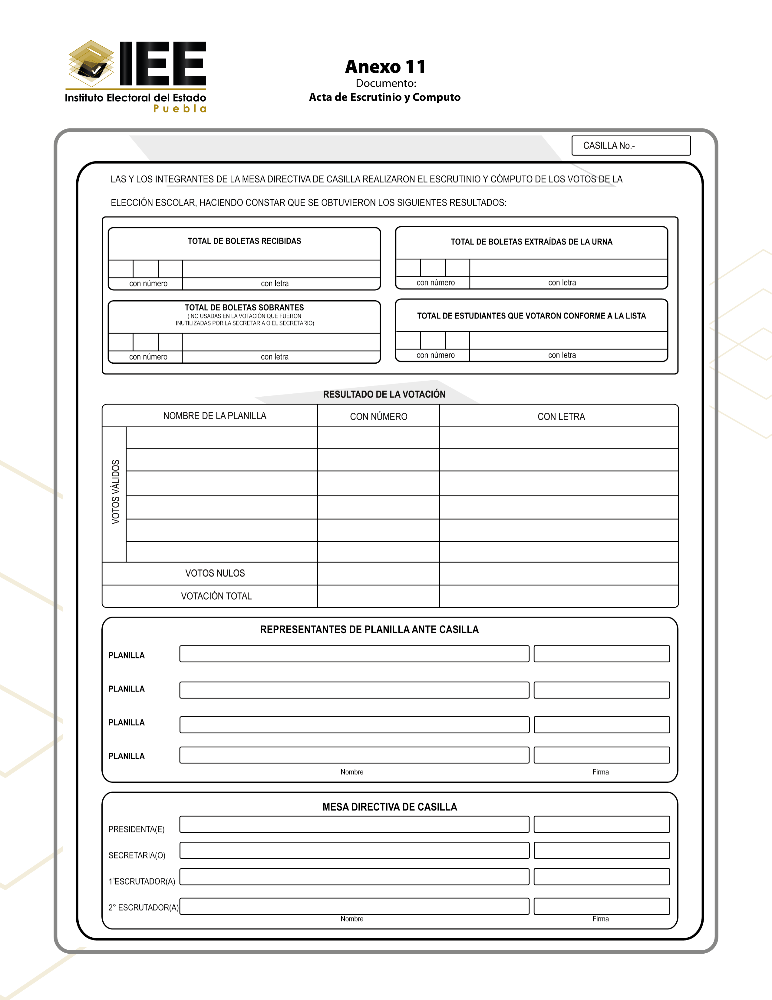 IEE
Instituto Electoral del Estado
Puebla
Anexo 11
Documento:
Acta de Escrutinio y Computo
CASILLA No.-
LAS Y LOS INTEGRANTES DE LA MESA DIRECTIVA DE CASILLA REALIZARON EL ESCRUTINIO Y CÓMPUTO DE LOS VOTOS DE LA
ELECCIÓN ESCOLAR, HACIENDO CONSTAR QUE SE OBTUVIERON LOS SIGUIENTES RESULTADOS:
TOTAL DE BOLETAS RECIBIDAS
con número con letra
TOTAL DE BOLETAS EXTRAÍDAS DE LA URNA
con número con letra
TOTAL DE BOLETAS SOBRANTES
( NO USADAS EN LA VOTACIÓN QUE FUERON
INUTILIZADAS POR LA SECRETARIA O EL SECRETARIO)
con número con letra
TOTAL DE ESTUDIANTES QUE VOTARON CONFORME A LA LISTA
con número con letra
RESULTADO DE LA VOTACIÓN
NOMBRE DE LA PLANILLA CON NÚMERO CON LETRA
VOTOS VÁLIDOS
VOTOS NULOS
VOTACIÓN TOTAL
REPRESENTANTES DE PLANILLA ANTE CASILLA
PLANILLA
PLANILLA
PLANILLA
PLANILLA
Nombre Firma
MESA DIRECTIVA DE CASILLA
PRESIDENTA(E)
SECRETARIA(O)
1er ESCRUTADOR(A)
2° ESCRUTADOR(A)
Nombre Firma